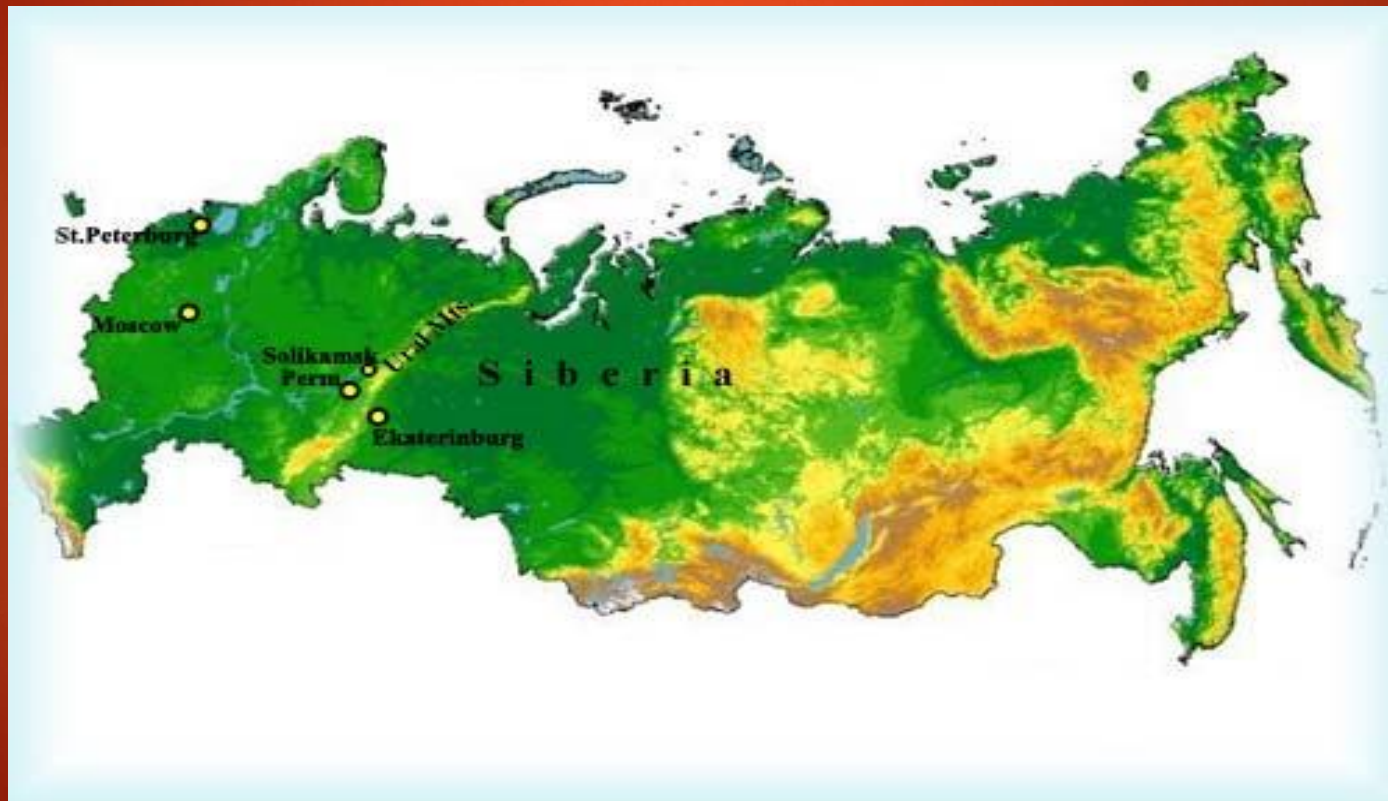 St.Peterburg
Moscow
Solikamsk
Perm
Ural Mts.
Siberia
Ekaterinburg